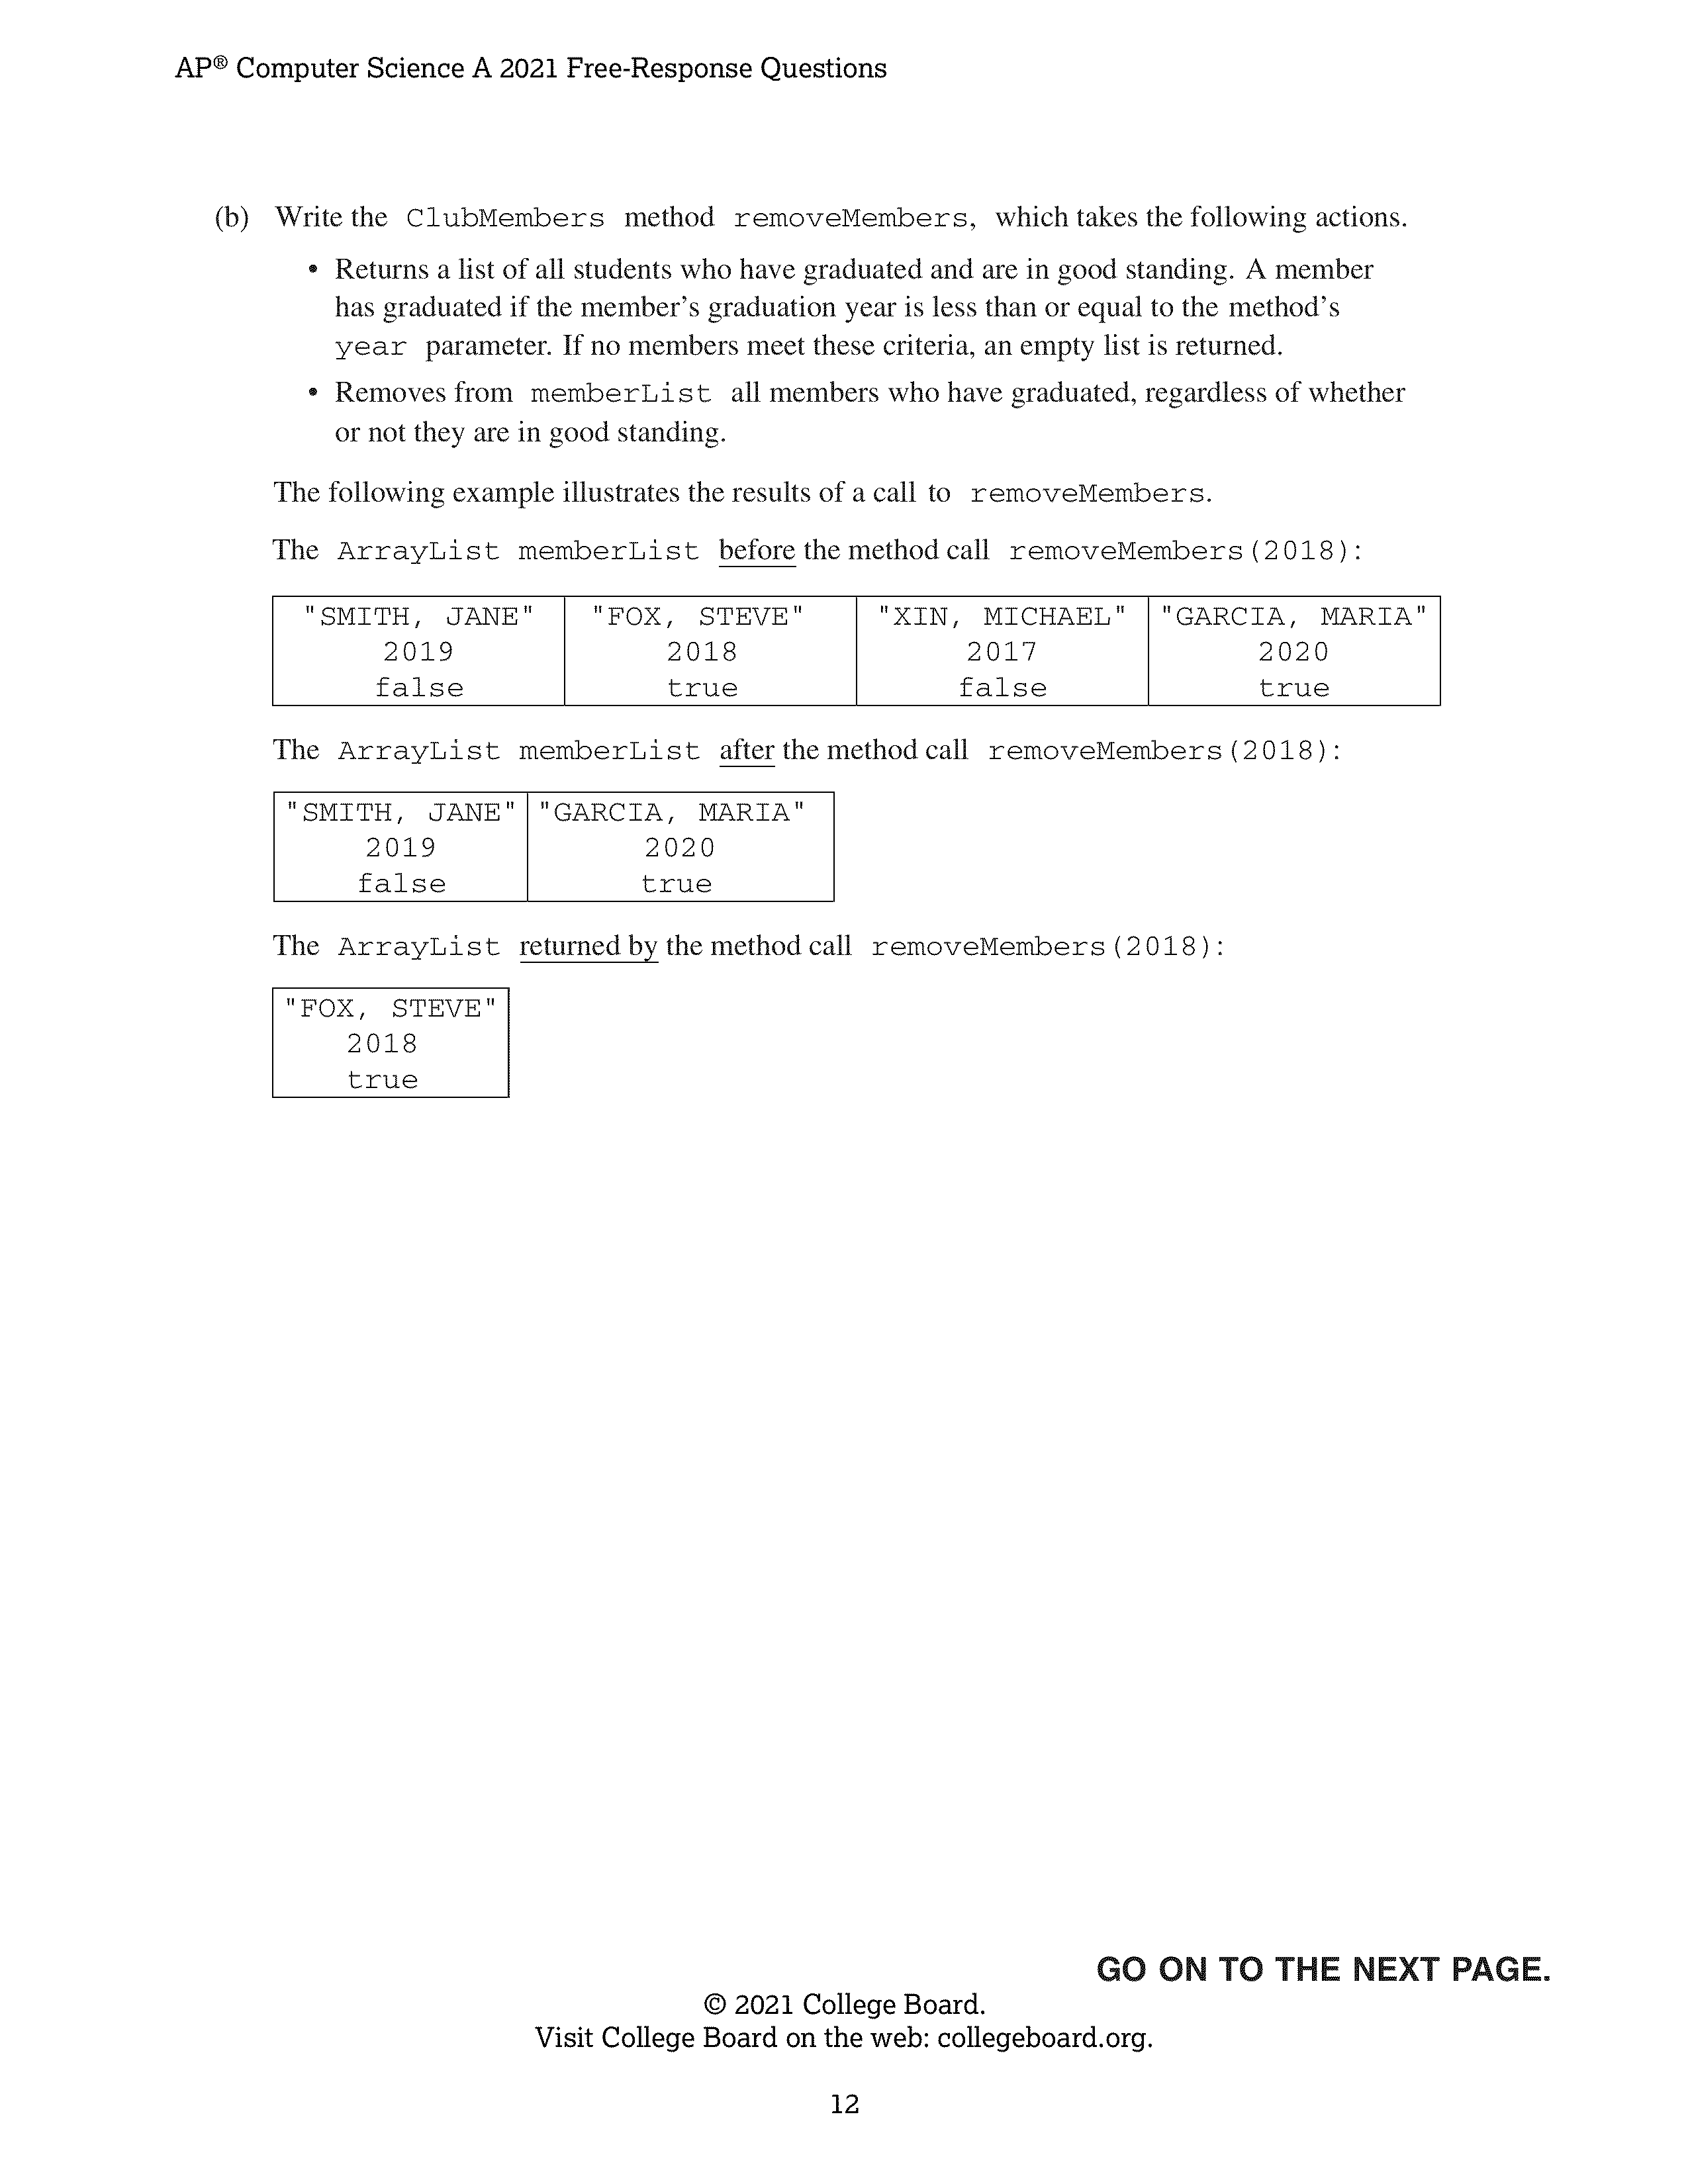 AP® Computer Science A 2021 Free-Response Questions
(b) Write the ClubMembers method removeMembers, which takes the following actions.
• Returns a list of all students who have graduated and are in good standing. A member
has graduated if the member's graduation year is less than or equal to the method's
year parameter. If no members meet these criteria, an empty list is returned.
• Removes from memberList all members who have graduated, regardless of whether
or not they are in good standing.
The following example illustrates the results of a call to removeMembers.
The ArrayList memberList before the method call removeMembers(2018):
"SMITH, JANE" "FOX, STEVE" "XIN, MICHAEL" "GARCIA, MARIA"
2019 2018 2017 2020
false true false true
The ArrayList memberList after the method call removeMembers(2018):
"SMITH, JANE" "GARCIA, MARIA"
2019 2020
false true
The ArrayList returned by the method call removeMembers(2018):
"FOX, STEVE"
2018
true
GO ON TO THE NEXT PAGE.
© 2021 College Board.
Visit College Board on the web: collegeboard.org.
12